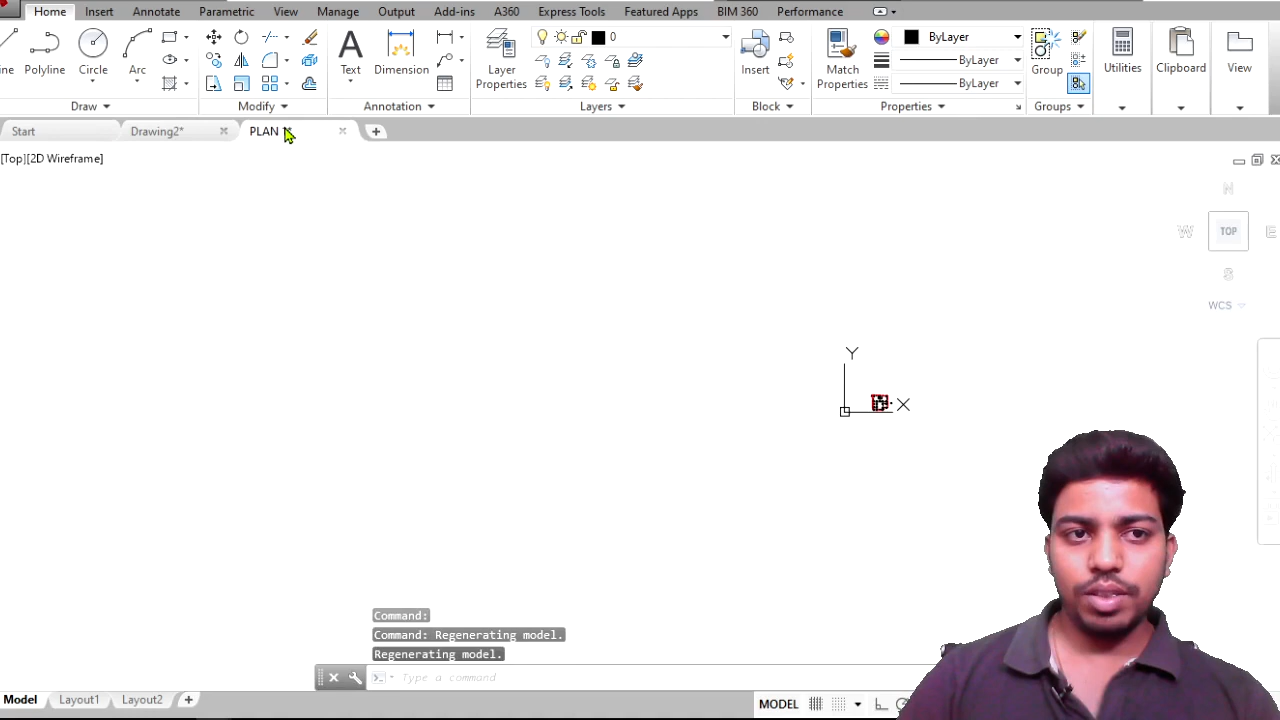 Home Insert Annotate Parametric View Manage Output Add-ins A360 Express Tools Featured Apps BIM 360 Performance
Polyline Circle Arc
Text Dimension
Layer Properties
0
Insert
Match Properties
ByLayer
ByLayer
ByLayer
Group
Utilities Clipboard View
Draw Modify Annotation Layers Block Properties Groups
Start Drawing2* PLAN
[Top][2D Wireframe]
N
W TOP E
S
WCS
Y
X
Command:
Command: Regenerating model.
Regenerating model.
Type a command
Model Layout1 Layout2 MODEL